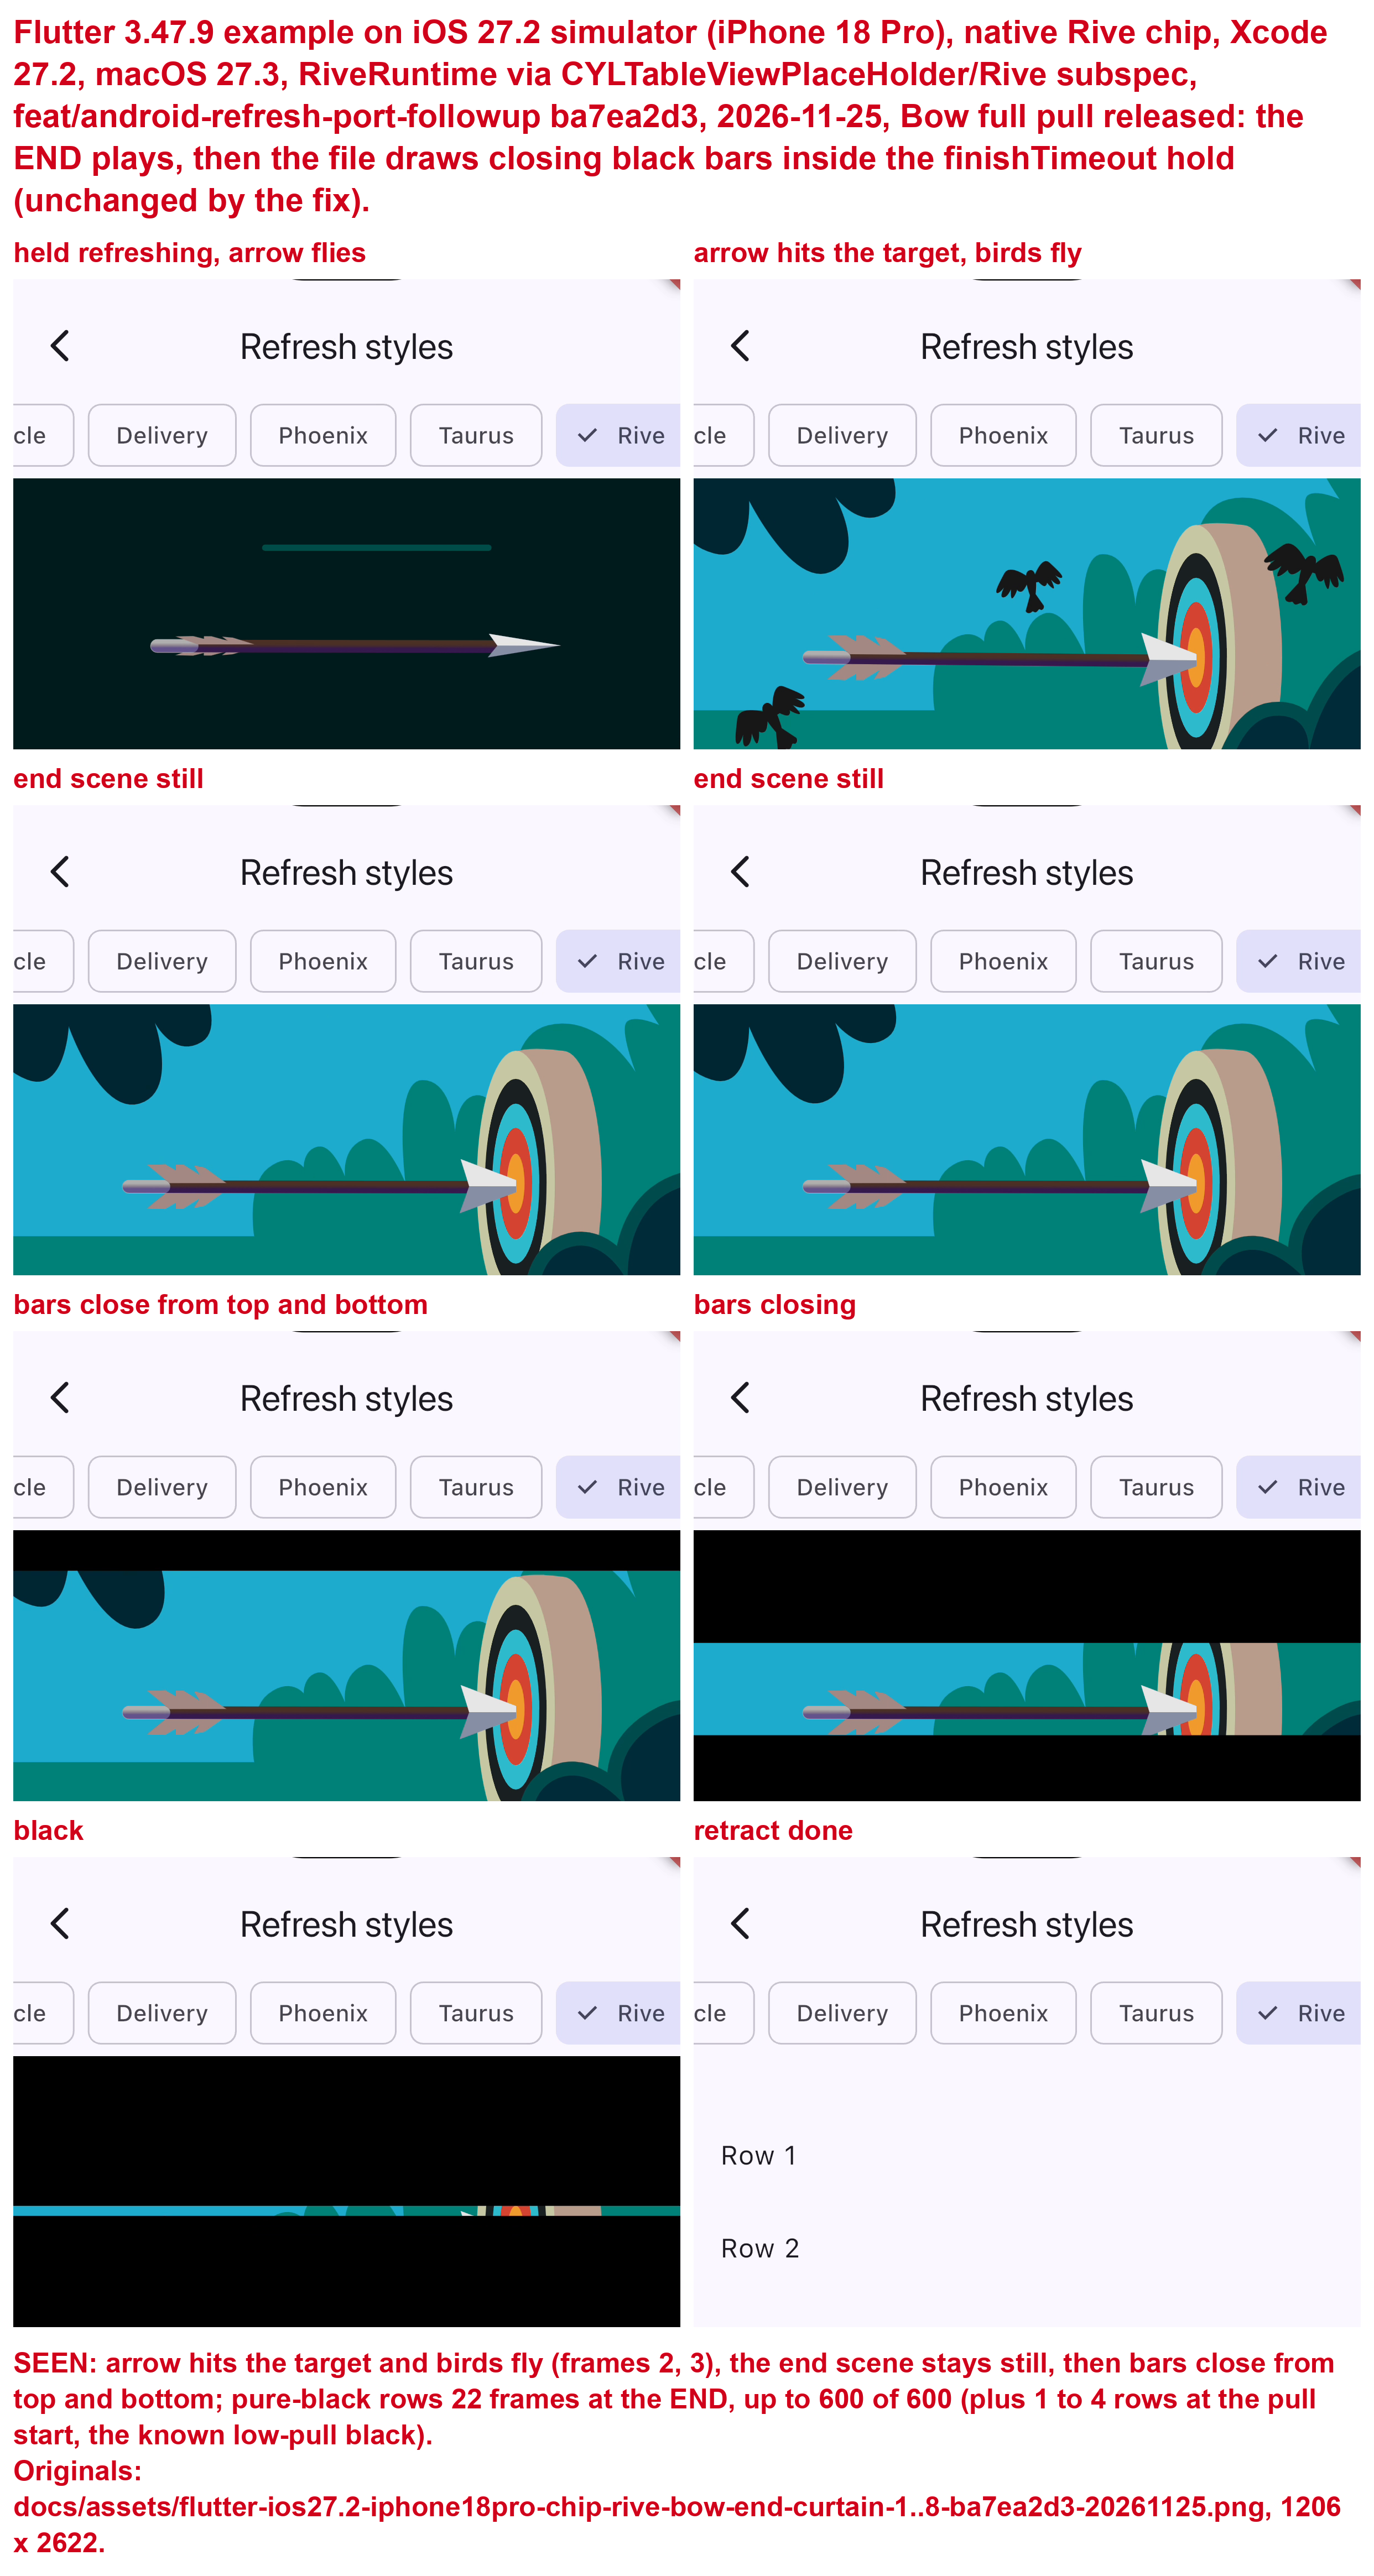 Flutter 3.47.9 example on iOS 27.2 simulator (iPhone 18 Pro), native Rive chip, Xcode
27.2, macOS 27.3, RiveRuntime via CYLTableViewPlaceHolder/Rive subspec,
feat/android-refresh-port-followup ba7ea2d3, 2026-11-25, Bow full pull released: the
END plays, then the file draws closing black bars inside the finishTimeout hold
(unchanged by the fix).
held refreshing, arrow flies
Refresh styles
cle Delivery Phoenix Taurus Rive
arrow hits the target, birds fly
Refresh styles
cle Delivery Phoenix Taurus Rive
end scene still
Refresh styles
cle Delivery Phoenix Taurus Rive
end scene still
Refresh styles
cle Delivery Phoenix Taurus Rive
bars close from top and bottom
Refresh styles
cle Delivery Phoenix Taurus Rive
bars closing
Refresh styles
cle Delivery Phoenix Taurus Rive
black
Refresh styles
cle Delivery Phoenix Taurus Rive
retract done
Refresh styles
cle Delivery Phoenix Taurus Rive
Row 1
Row 2
SEEN: arrow hits the target and birds fly (frames 2, 3), the end scene stays still, then bars close from
top and bottom; pure-black rows 22 frames at the END, up to 600 of 600 (plus 1 to 4 rows at the pull
start, the known low-pull black).
Originals:
docs/assets/flutter-ios27.2-iphone18pro-chip-rive-bow-end-curtain-1..8-ba7ea2d3-20261125.png, 1206
x 2622.